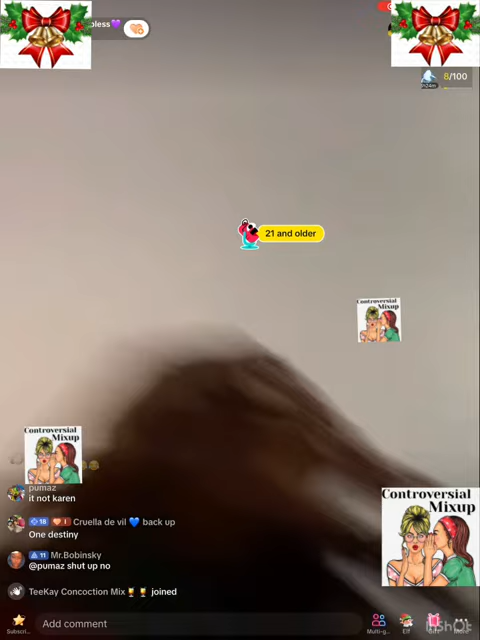 bless💜
8/100
21 and older
Controversial
Mixup
Controversial
Mixup
pumaz
it not karen
18 1 Cruella de vil 💙 back up
One destiny
Controversial
Mixup
11 Mr.Bobinsky
@pumaz shut up no
TeeKay Concoction Mix🍹🍹 joined
Add comment
Subscri...
Multi-g...
Elf